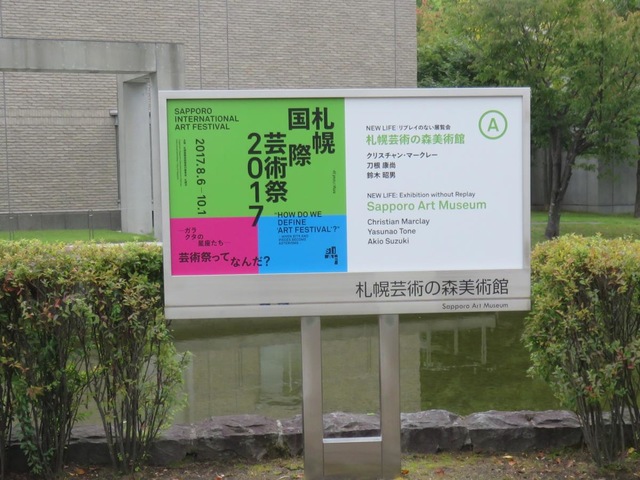 SAPPORO
INTERNATIONAL
ART FESTIVAL
札幌
国際
芸術祭
2017
2017.8.6 — 10.1
ガラ
クタの
星座たち
芸術祭ってなんだ?
"HOW DO WE
DEFINE
'ART FESTIVAL'?"
A
NEW LIFE: リプレイのない展覧会
札幌芸術の森美術館
クリスチャン・マークレー
刀根 康尚
鈴木 昭男
NEW LIFE: Exhibition without Replay
Sapporo Art Museum
Christian Marclay
Yasunao Tone
Akio Suzuki
札幌芸術の森美術館
Sapporo Art Museum